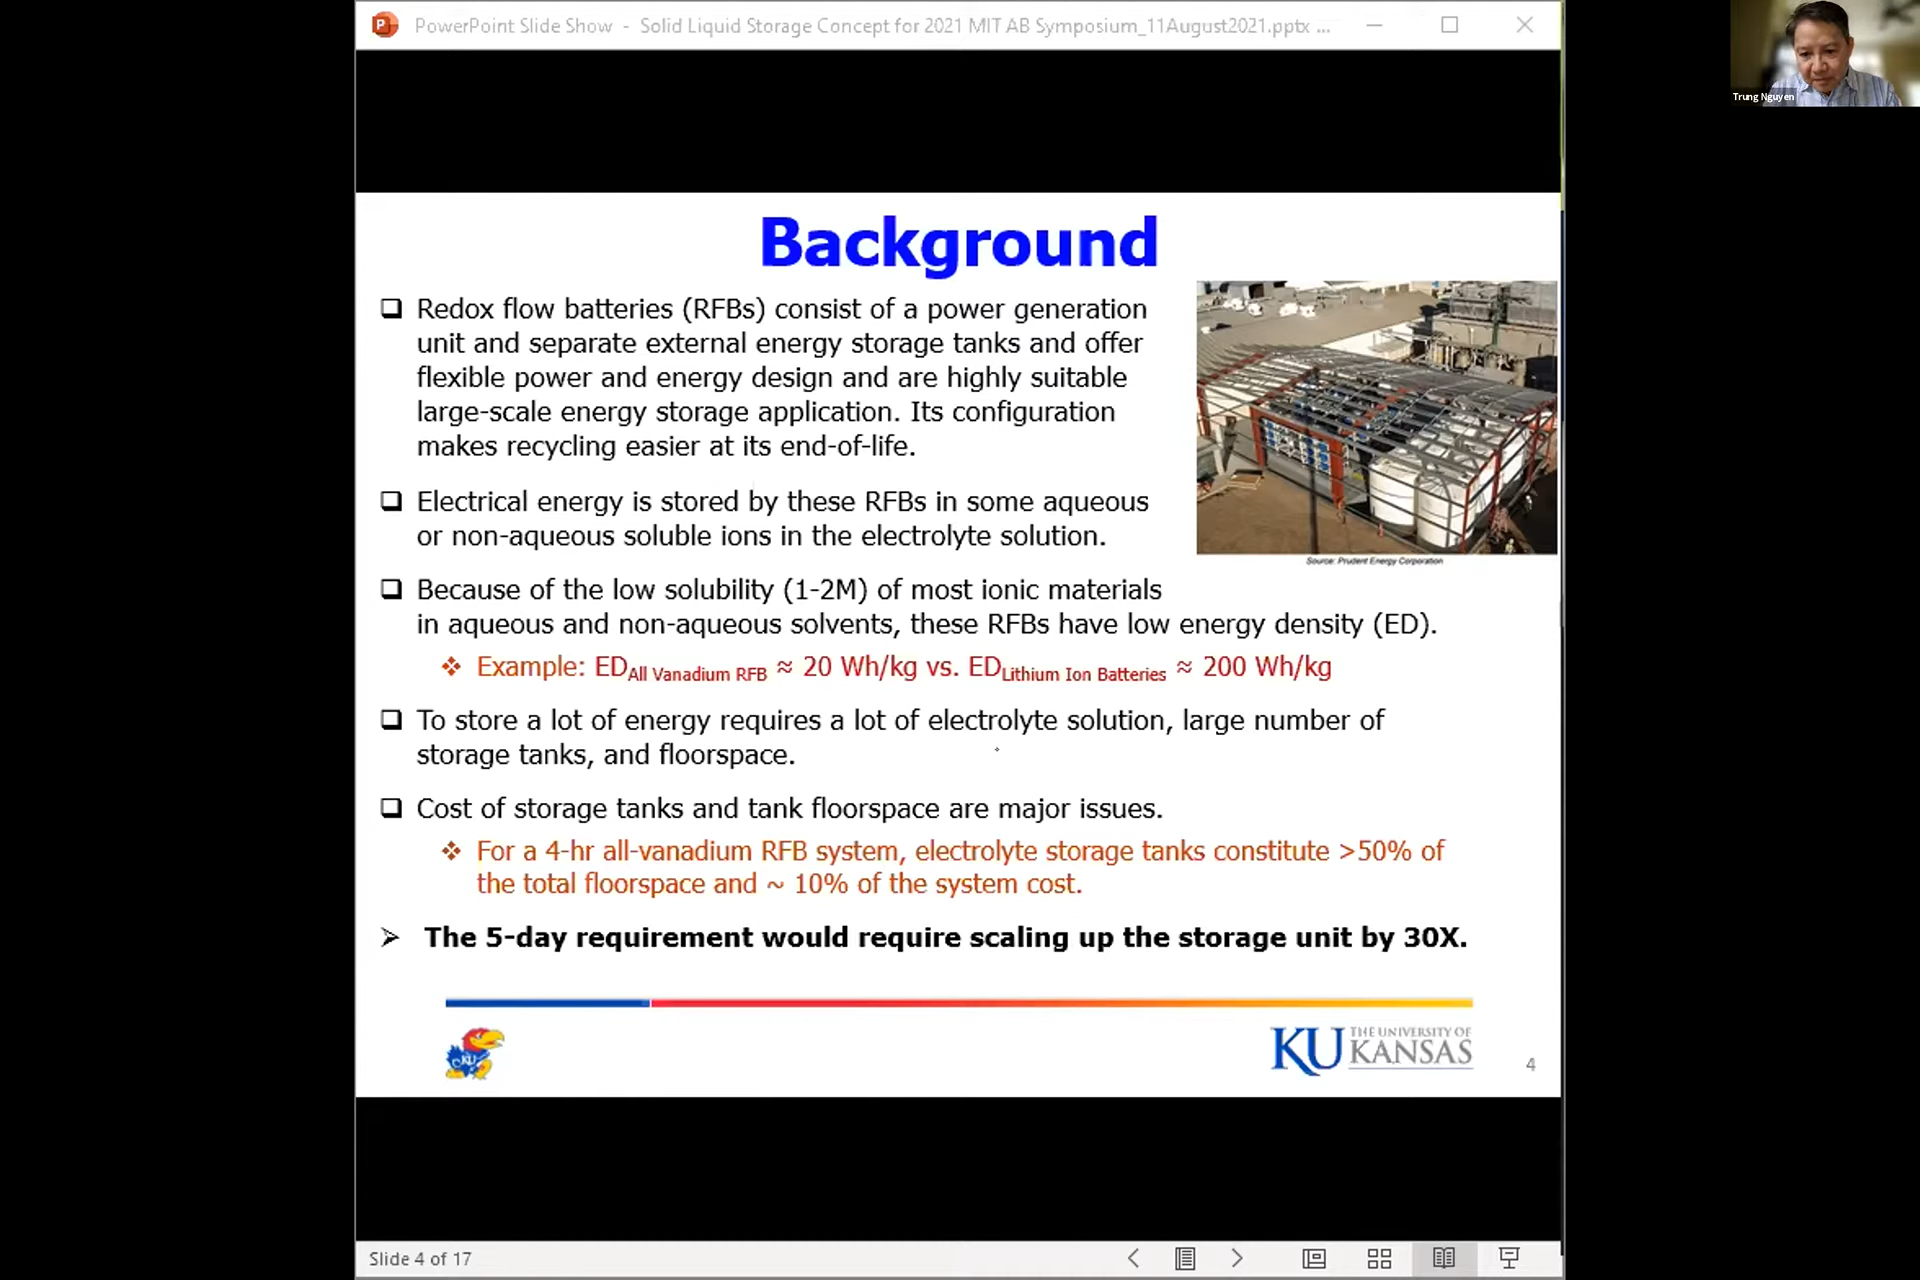 PowerPoint Slide Show - Solid Liquid Storage Concept for 2021 MIT AB Symposium_11August2021.pptx ...
Trung Nguyen
Background
❑ Redox flow batteries (RFBs) consist of a power generation
unit and separate external energy storage tanks and offer
flexible power and energy design and are highly suitable
large-scale energy storage application. Its configuration
makes recycling easier at its end-of-life.
❑ Electrical energy is stored by these RFBs in some aqueous
or non-aqueous soluble ions in the electrolyte solution.
Source: Prudent Energy Corporation
❑ Because of the low solubility (1-2M) of most ionic materials
in aqueous and non-aqueous solvents, these RFBs have low energy density (ED).
❖ Example: ED All Vanadium RFB ≈ 20 Wh/kg vs. ED Lithium Ion Batteries ≈ 200 Wh/kg
❑ To store a lot of energy requires a lot of electrolyte solution, large number of
storage tanks, and floorspace.
❑ Cost of storage tanks and tank floorspace are major issues.
❖ For a 4-hr all-vanadium RFB system, electrolyte storage tanks constitute >50% of
the total floorspace and ~ 10% of the system cost.
➢ The 5-day requirement would require scaling up the storage unit by 30X.
KU
KU THE UNIVERSITY OF
KANSAS
4
Slide 4 of 17